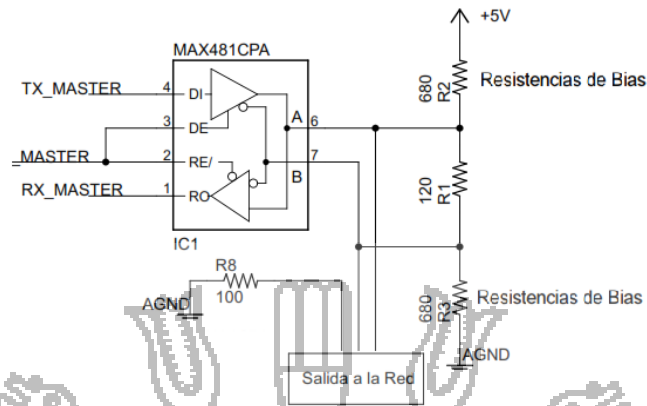 +5V
MAX481CPA
680
R2
Resistencias de Bias
TX_MASTER 4 DI
3 DE
A 6
_MASTER 2 RE/
B 7
RX_MASTER 1 RO
120
R1
IC1
R8
100
AGND
680
R3
Resistencias de Bias
AGND
Salida a la Red